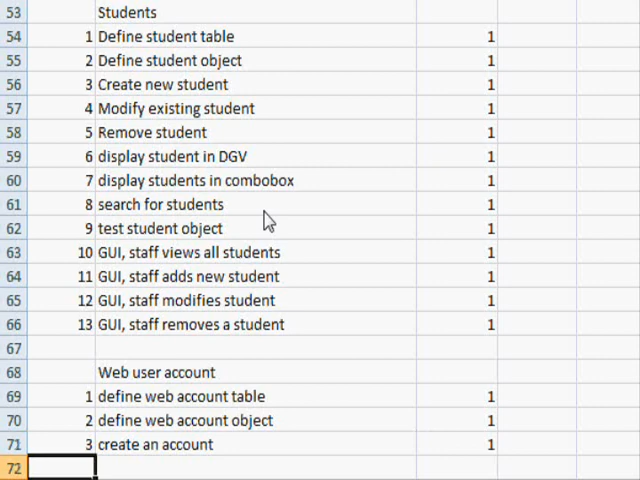 53 Students
54 1 Define student table 1
55 2 Define student object 1
56 3 Create new student 1
57 4 Modify existing student 1
58 5 Remove student 1
59 6 display student in DGV 1
60 7 display students in combobox 1
61 8 search for students 1
62 9 test student object 1
63 10 GUI, staff views all students 1
64 11 GUI, staff adds new student 1
65 12 GUI, staff modifies student 1
66 13 GUI, staff removes a student 1
67
68 Web user account
69 1 define web account table 1
70 2 define web account object 1
71 3 create an account 1
72